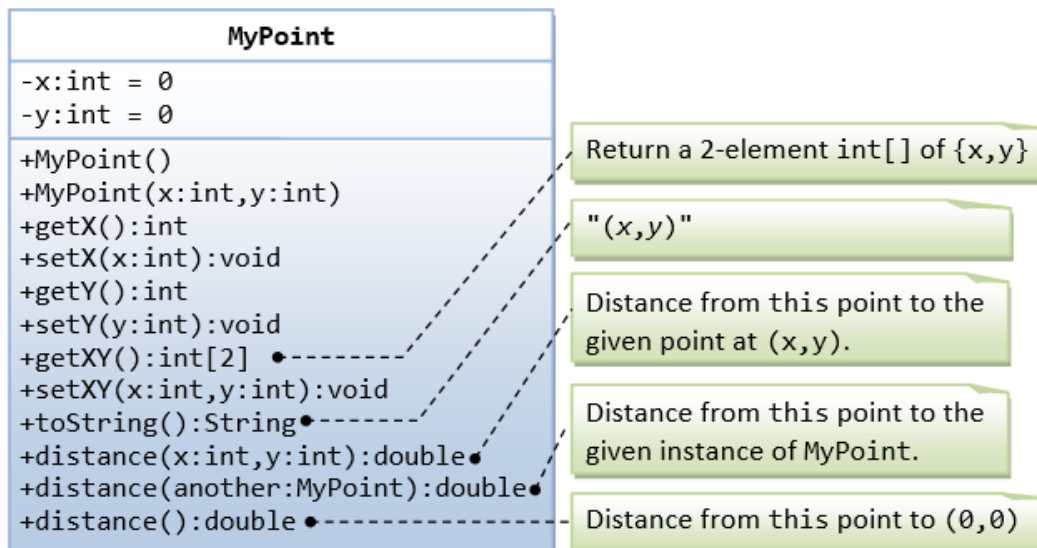 MyPoint
-x:int = 0
-y:int = 0
+MyPoint()
+MyPoint(x:int,y:int)
+getX():int
+setX(x:int):void
+getY():int
+setY(y:int):void
+getXY():int[2]
+setXY(x:int,y:int):void
+toString():String
+distance(x:int,y:int):double
+distance(another:MyPoint):double
+distance():double
Return a 2-element int[] of {x,y}
"(x,y)"
Distance from this point to the
given point at (x,y).
Distance from this point to the
given instance of MyPoint.
Distance from this point to (0,0)